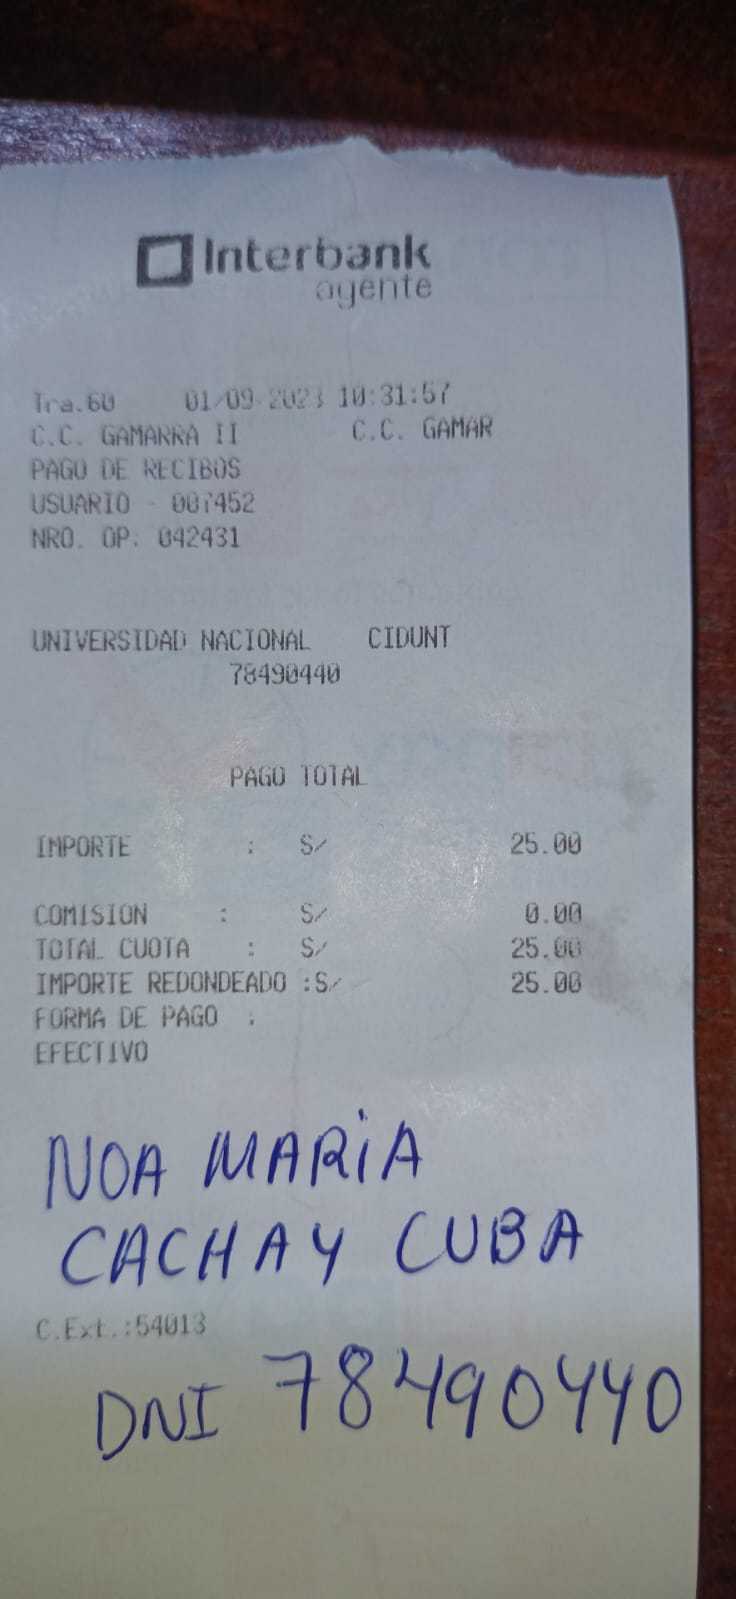 Interbank
agente
Tra.60 01/09/2023 10:31:57
C.C. GAMARRA II C.C. GAMAR
PAGO DE RECIBOS
USUARIO - 007452
NRO. OP: 042431
UNIVERSIDAD NACIONAL CIDUNT
78490440
PAGO TOTAL
IMPORTE : S/ 25.00
COMISION : S/ 0.00
TOTAL CUOTA : S/ 25.00
IMPORTE REDONDEADO :S/ 25.00
FORMA DE PAGO :
EFECTIVO
NOA MARIA
CACHAY CUBA
C.Ext.:54013
DNI 78490440